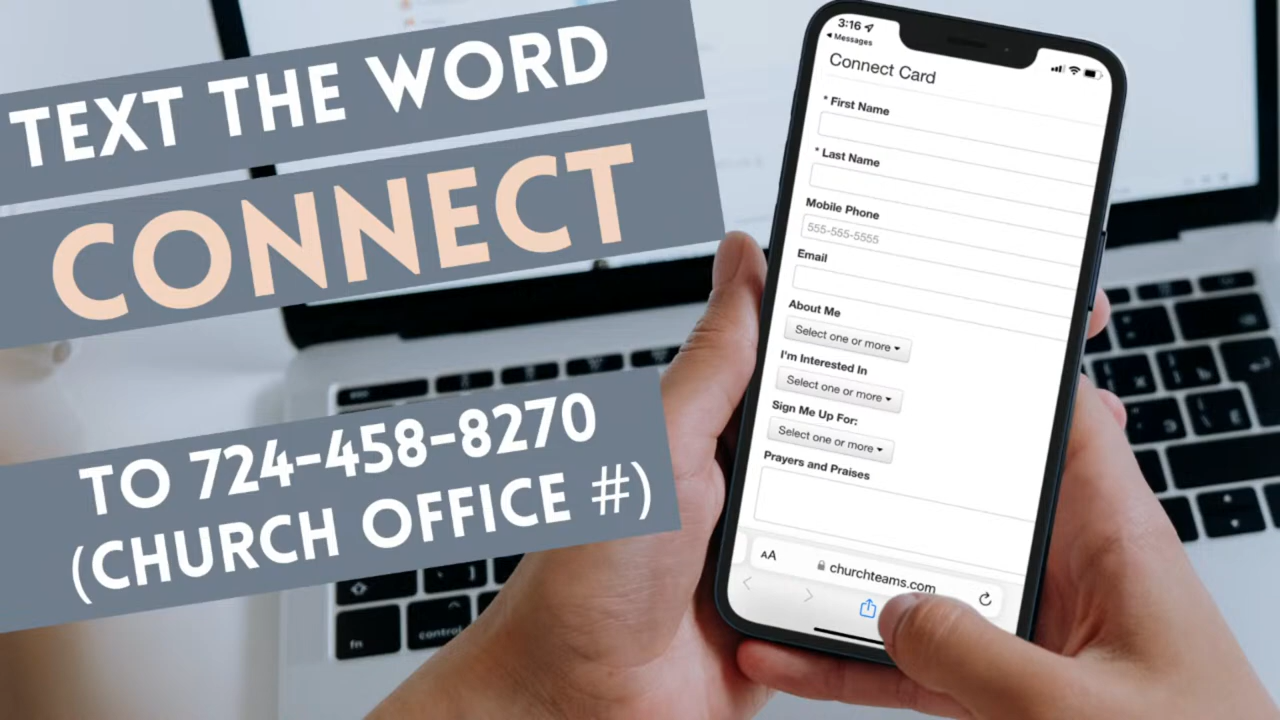 TEXT THE WORD
CONNECT
TO 724-458-8270
(CHURCH OFFICE #)
3:16
Messages
Connect Card
* First Name
* Last Name
Mobile Phone
555-555-5555
Email
About Me
Select one or more
I'm Interested In
Select one or more
Sign Me Up For:
Select one or more
Prayers and Praises
AA
churchteams.com
fn
control